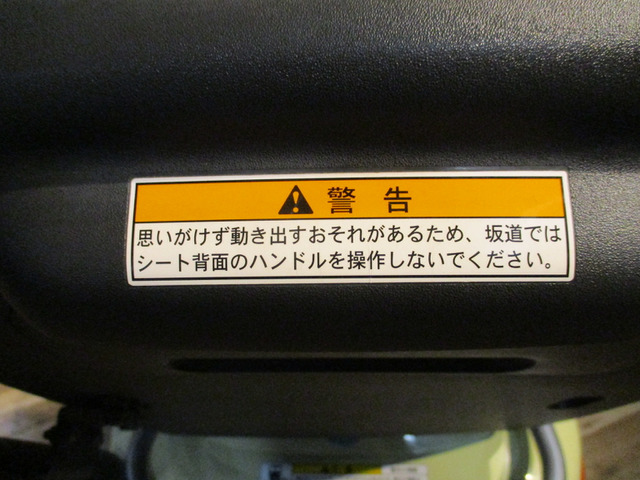 警告
思いがけず動き出すおそれがあるため、坂道では
シート背面のハンドルを操作しないでください。